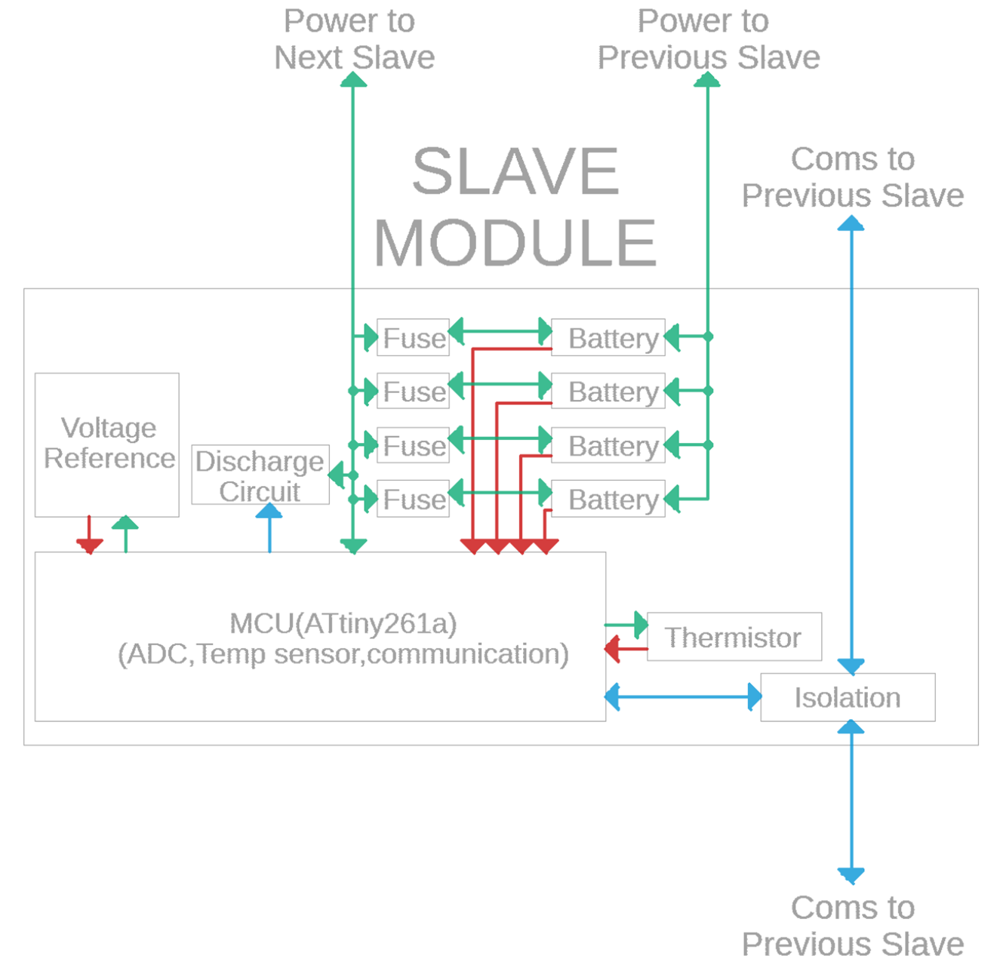 Power to
Next Slave
Power to
Previous Slave
SLAVE
MODULE
Coms to
Previous Slave
Fuse
Battery
Fuse
Battery
Voltage
Reference
Discharge
Circuit
Fuse
Battery
Fuse
Battery
MCU(ATtiny261a)
(ADC,Temp sensor,communication)
Thermistor
Isolation
Coms to
Previous Slave